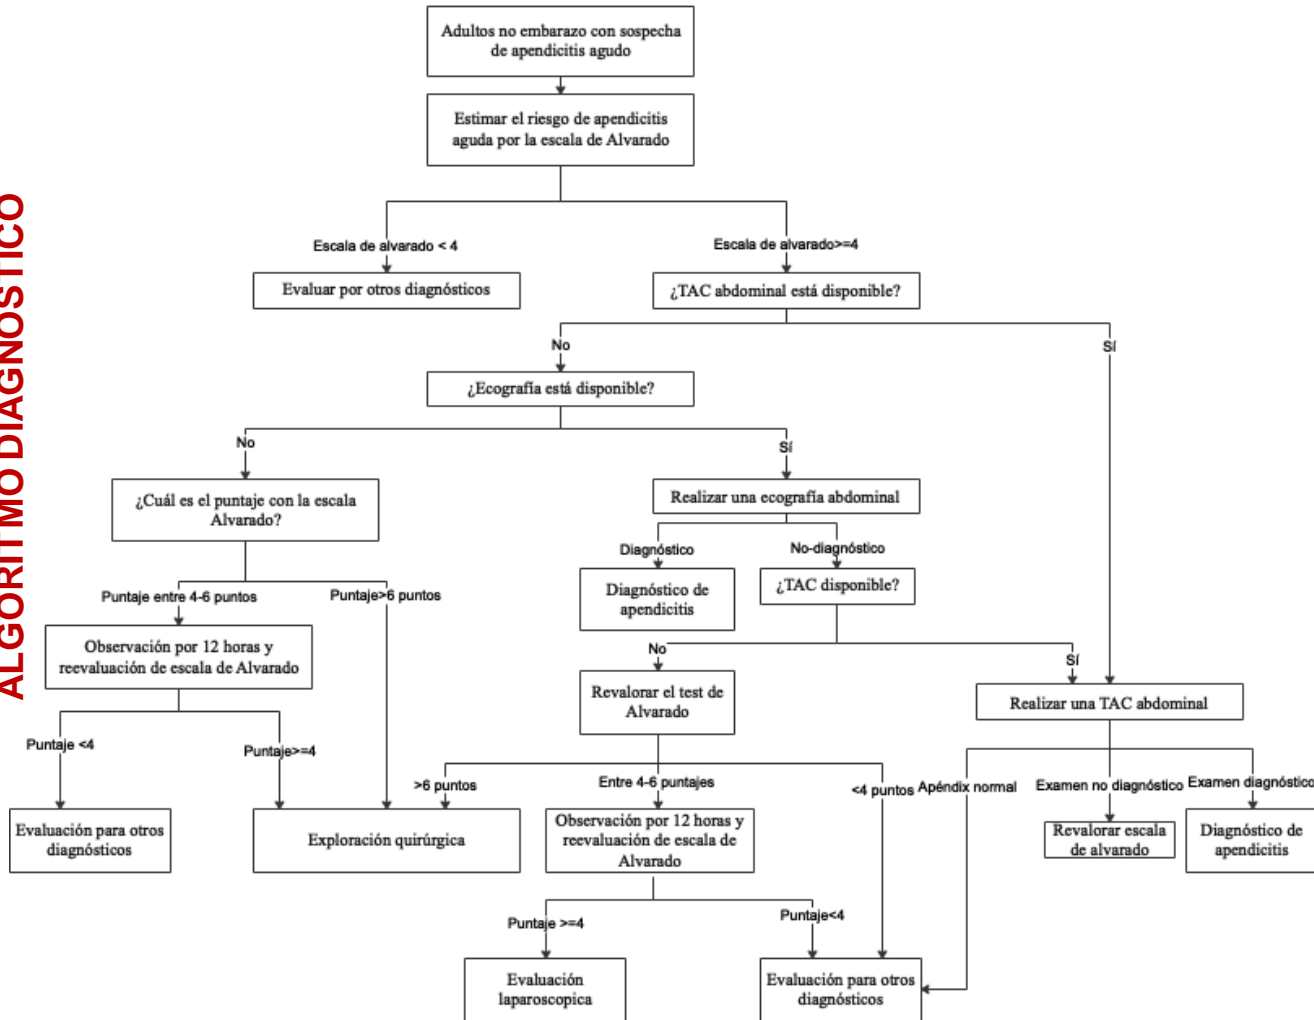 ALGORITMO DIAGNOSTICO
Adultos no embarazo con sospecha
de apendicitis agudo
Estimar el riesgo de apendicitis
aguda por la escala de Alvarado
Escala de alvarado < 4
Escala de alvarado>=4
Evaluar por otros diagnósticos
¿TAC abdominal está disponible?
No
Sí
¿Ecografía está disponible?
No
Sí
¿Cuál es el puntaje con la escala
Alvarado?
Realizar una ecografía abdominal
Diagnóstico
No-diagnóstico
Diagnóstico de
apendicitis
¿TAC disponible?
Puntaje entre 4-6 puntos
Puntaje>6 puntos
Observación por 12 horas y
reevaluación de escala de Alvarado
No
Sí
Revalorar el test de
Alvarado
Realizar una TAC abdominal
Puntaje <4
Puntaje>=4
>6 puntos
Entre 4-6 puntajes
<4 puntos
Apéndix normal
Examen no diagnóstico
Examen diagnóstico
Evaluación para otros
diagnósticos
Exploración quirúrgica
Observación por 12 horas y
reevaluación de escala de
Alvarado
Revalorar escala
de alvarado
Diagnóstico de
apendicitis
Puntaje >=4
Puntaje<4
Evaluación
laparoscopica
Evaluación para otros
diagnósticos